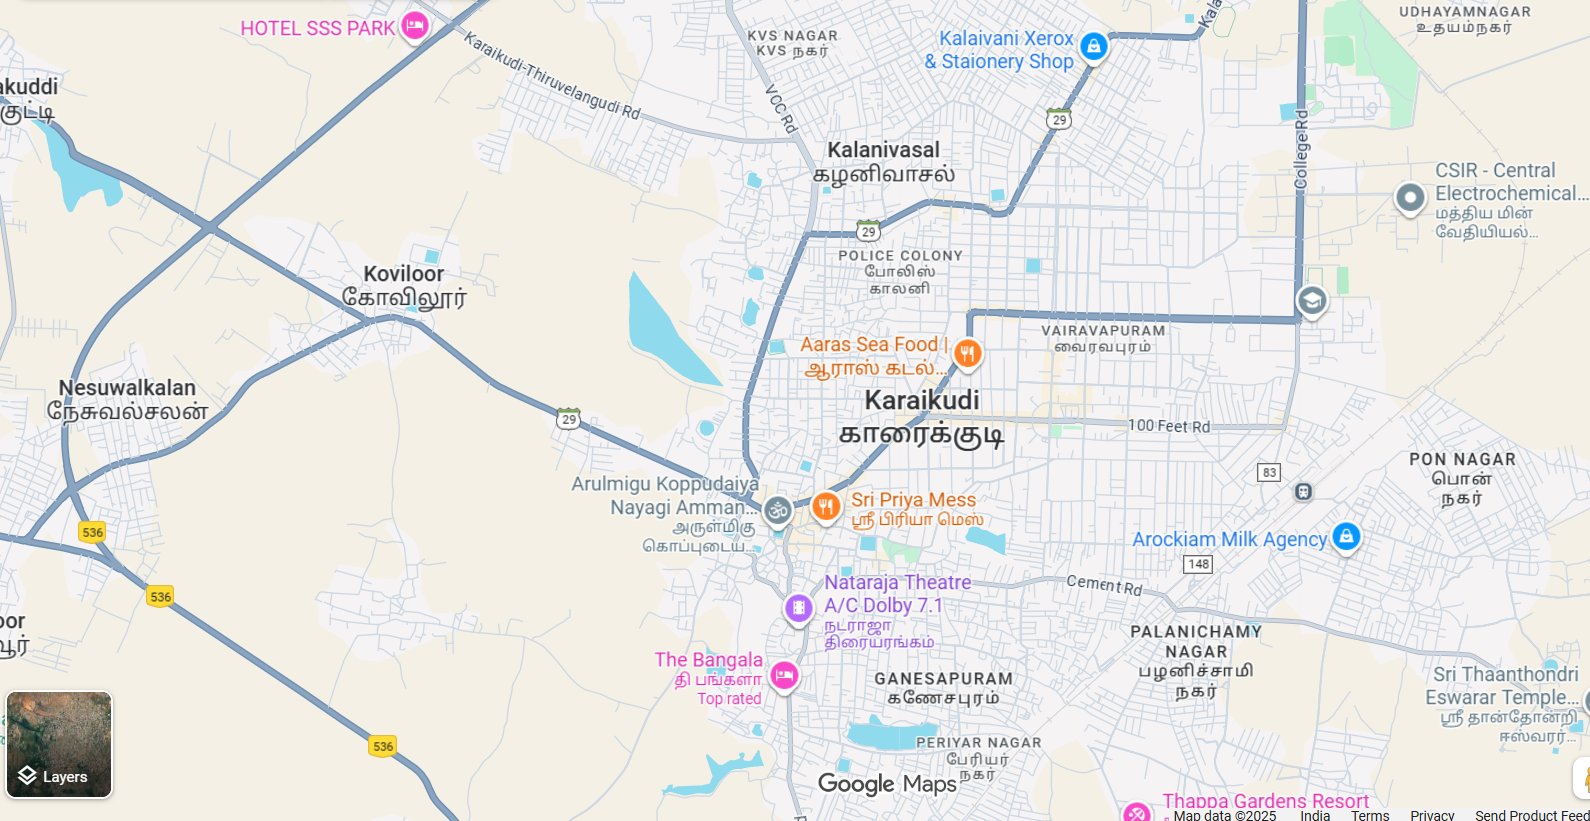 HOTEL SSS PARK
Karaikudi-Thiruvelangudi Rd
KVS NAGAR
KVS நகர்
VCC Rd
Kalaivani Xerox
& Staionery Shop
UDHAYAMNAGAR
உதயம்நகர்
akuddi
குட்டி
29
College Rd
Kalanivasal
கழனிவாசல்
CSIR - Central
Electrochemical...
மத்திய மின்
வேதியியல்...
29
POLICE COLONY
போலிஸ்
காலனி
Koviloor
கோவிலூர்
VAIRAVAPURAM
வைரவபுரம்
Aaras Sea Food |
ஆராஸ் கடல்...
Nesuwalkalan
நேசுவல்சலன்
Karaikudi
காரைக்குடி
29
100 Feet Rd
PON NAGAR
பொன்
நகர்
83
Arulmigu Koppudaiya
Nayagi Amman...
அருள்மிகு
கொப்புடைய...
Sri Priya Mess
ஸ்ரீ பிரியா மெஸ்
536
Arockiam Milk Agency
148
Nataraja Theatre
A/C Dolby 7.1
நடராஜா
திரையரங்கம்
Cement Rd
536
oor
வூர்
PALANICHAMY
NAGAR
பழனிச்சாமி
நகர்
The Bangala
தி பங்களா
Top rated
GANESAPURAM
கணேசபுரம்
Sri Thaanthondri
Eswarar Temple...
ஸ்ரீ தான்தோன்றி
ஈஸ்வரர்...
536
PERIYAR NAGAR
பேரியர்
நகர்
Layers
Google Maps
Thappa Gardens Resort
Map data ©2025 India Terms Privacy Send Product Feed